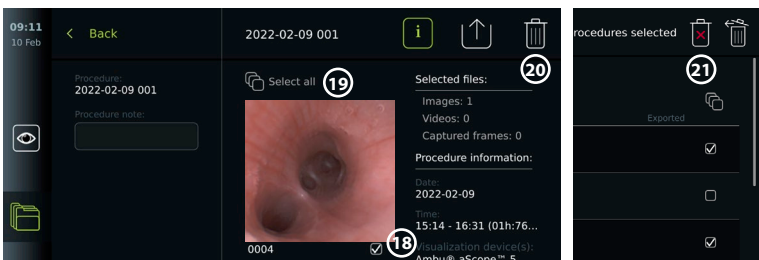 09:11
10 Feb
Back
2022-02-09 001
i
20
21
rocedures selected
Procedure:
2022-02-09 001
Procedure note:
Select all
19
Selected files:
Images: 1
Videos: 0
Captured frames: 0
Procedure information:
Date:
2022-02-09
Time:
15:14 - 16:31 (01h:76...
Visualization device(s):
Ambu® aScope™ 5
0004
18
Exported